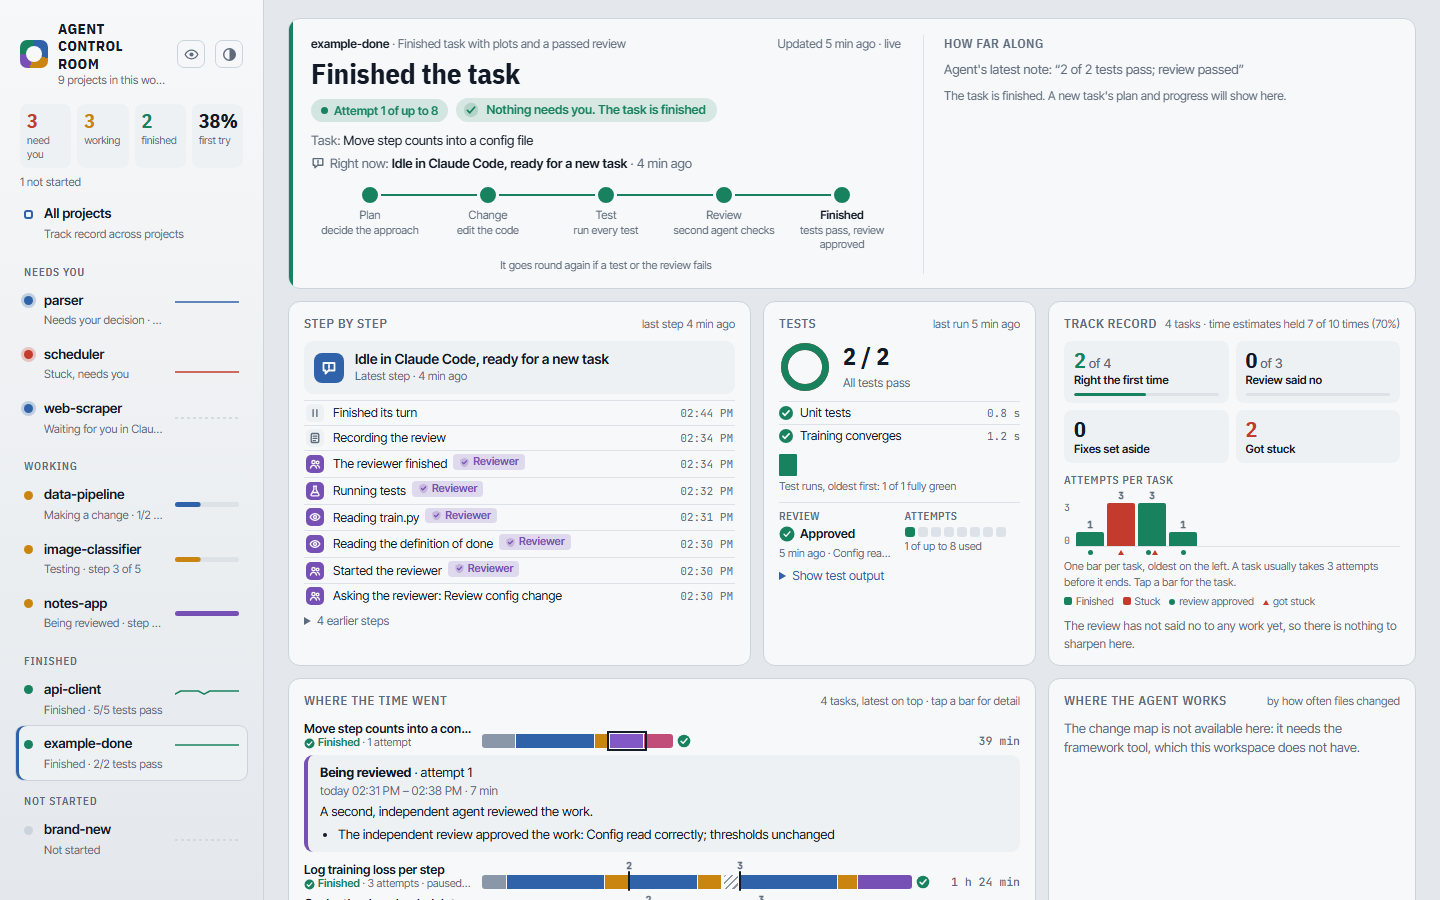 AGENT
CONTROL
ROOM
9 projects in this wo...
3
need
you
3
working
2
finished
38%
first try
1 not started
All projects
Track record across projects
NEEDS YOU
parser
Needs your decision · ...
scheduler
Stuck, needs you
web-scraper
Waiting for you in Clau...
WORKING
data-pipeline
Making a change · 1/2 ...
image-classifier
Testing · step 3 of 5
notes-app
Being reviewed · step ...
FINISHED
api-client
Finished · 5/5 tests pass
example-done
Finished · 2/2 tests pass
NOT STARTED
brand-new
Not started
example-done · Finished task with plots and a passed review
Updated 5 min ago · live
Finished the task
Attempt 1 of up to 8
Nothing needs you. The task is finished
Task: Move step counts into a config file
Right now: Idle in Claude Code, ready for a new task · 4 min ago
Plan
decide the approach
Change
edit the code
Test
run every test
Review
second agent checks
Finished
tests pass, review
approved
It goes round again if a test or the review fails
HOW FAR ALONG
Agent's latest note: “2 of 2 tests pass; review passed”
The task is finished. A new task's plan and progress will show here.
STEP BY STEP
last step 4 min ago
Idle in Claude Code, ready for a new task
Latest step · 4 min ago
Finished its turn 02:44 PM
Recording the review 02:34 PM
The reviewer finished Reviewer 02:34 PM
Running tests Reviewer 02:32 PM
Reading train.py Reviewer 02:31 PM
Reading the definition of done Reviewer 02:30 PM
Started the reviewer Reviewer 02:30 PM
Asking the reviewer: Review config change 02:30 PM
4 earlier steps
TESTS
last run 5 min ago
2 / 2
All tests pass
Unit tests 0.8 s
Training converges 1.2 s
Test runs, oldest first: 1 of 1 fully green
REVIEW
Approved
5 min ago · Config rea...
ATTEMPTS
1 of up to 8 used
Show test output
TRACK RECORD
4 tasks · time estimates held 7 of 10 times (70%)
2 of 4
Right the first time
0 of 3
Review said no
0
Fixes set aside
2
Got stuck
ATTEMPTS PER TASK
3
0
1
3
3
1
One bar per task, oldest on the left. A task usually takes 3 attempts
before it ends. Tap a bar for the task.
Finished Stuck review approved got stuck
The review has not said no to any work yet, so there is nothing to
sharpen here.
WHERE THE TIME WENT
4 tasks, latest on top · tap a bar for detail
Move step counts into a con...
Finished · 1 attempt
39 min
Being reviewed · attempt 1
today 02:31 PM – 02:38 PM · 7 min
A second, independent agent reviewed the work.
• The independent review approved the work: Config read correctly; thresholds unchanged
Log training loss per step
Finished · 3 attempts · paused...
2
3
1 h 24 min
WHERE THE AGENT WORKS
by how often files changed
The change map is not available here: it needs the
framework tool, which this workspace does not have.